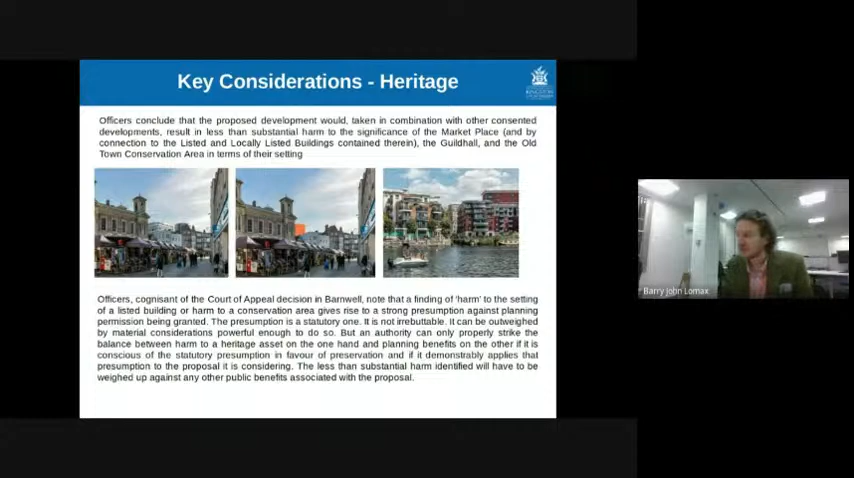 Key Considerations - Heritage
Officers conclude that the proposed development would, taken in combination with other consented
developments, result in less than substantial harm to the significance of the Market Place (and by
connection to the Listed and Locally Listed Buildings contained therein), the Guildhall, and the Old
Town Conservation Area in terms of their setting
Officers, cognisant of the Court of Appeal decision in Barnwell, note that a finding of 'harm' to the setting
of a listed building or harm to a conservation area gives rise to a strong presumption against planning
permission being granted. The presumption is a statutory one. It is not irrebuttable. It can be outweighed
by material considerations powerful enough to do so. But an authority can only properly strike the
balance between harm to a heritage asset on the one hand and planning benefits on the other if it is
conscious of the statutory presumption in favour of preservation and if it demonstrably applies that
presumption to the proposal it is considering. The less than substantial harm identified will have to be
weighed up against any other public benefits associated with the proposal.
Barry John Lomax